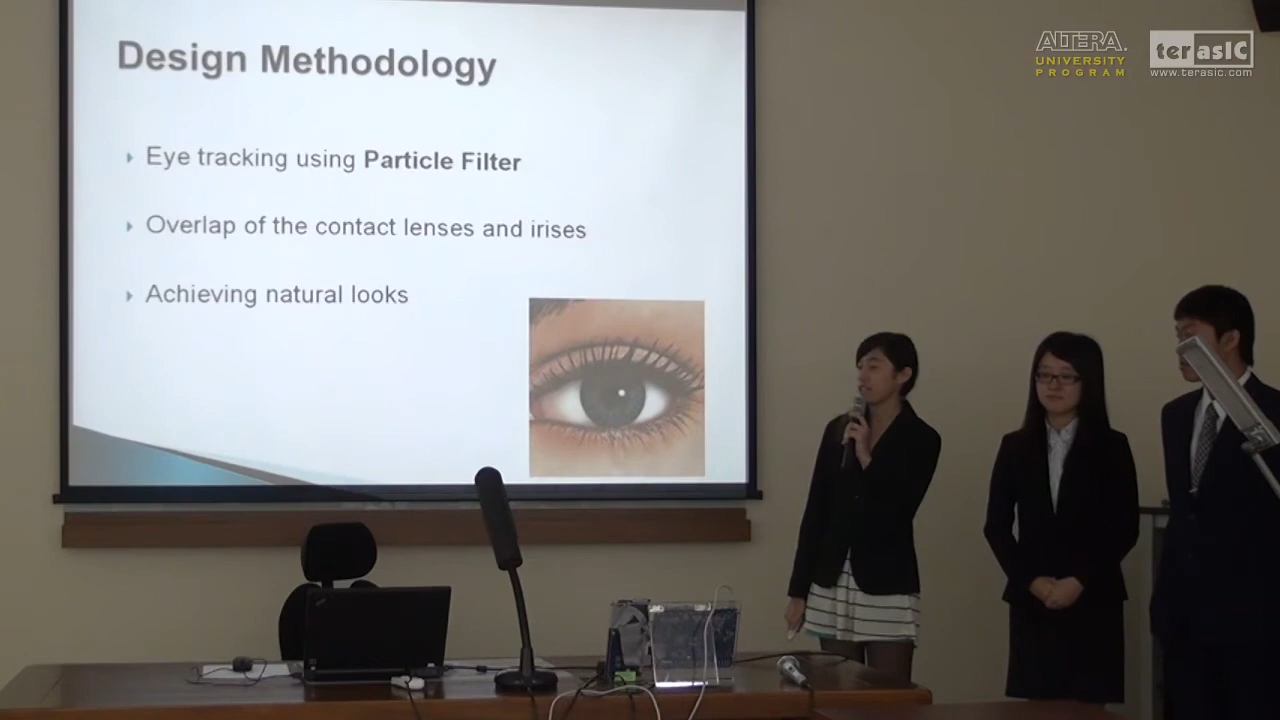 Design Methodology
Eye tracking using Particle Filter
Overlap of the contact lenses and irises
Achieving natural looks
ALTERA.
UNIVERSITY
PROGRAM
terasIC
www.terasic.com